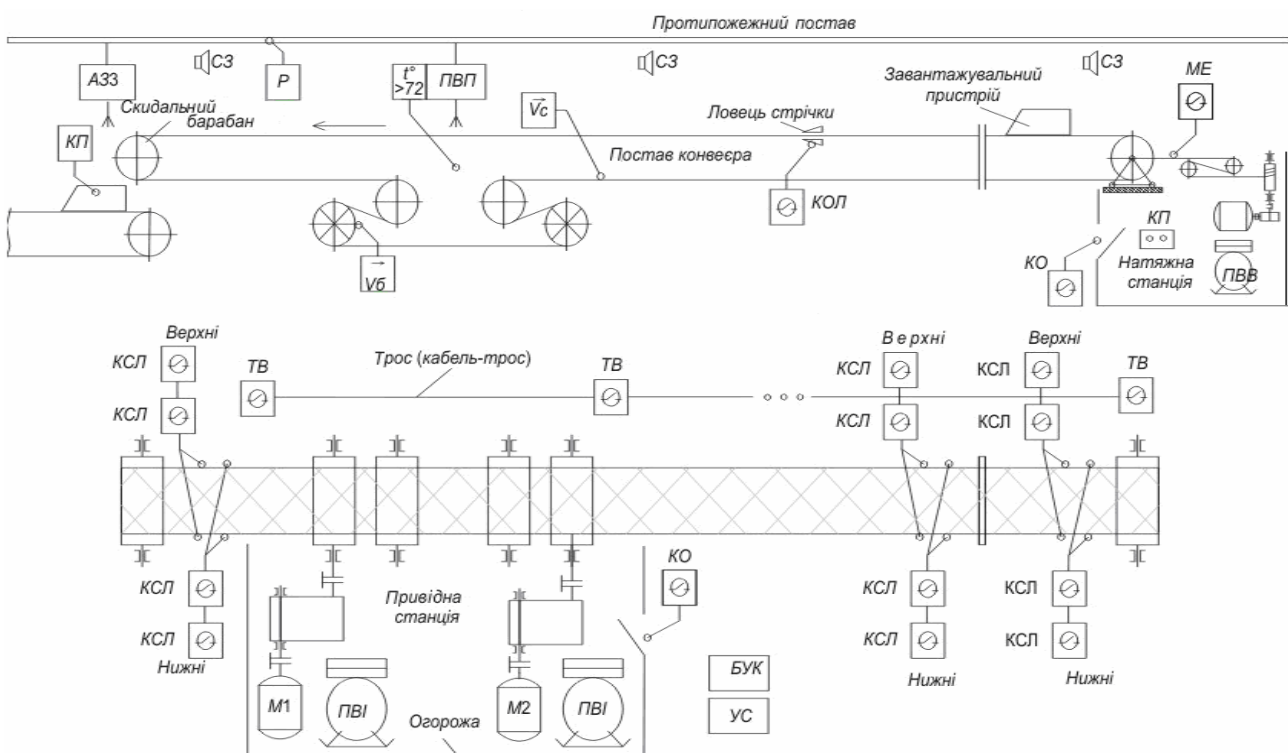 Протипожежний постав
СЗ
СЗ
СЗ
АЗЗ
Р
t°
>72
ПВП
Vс
Завантажувальний
пристрій
МЕ
Скидальний
барабан
Ловець стрічки
КП
Постав конвеєра
КОЛ
Vб
КП
КО
Натяжна
станція
ПВВ
Верхні
Верхні
Верхні
КСЛ
ТВ
Трос (кабель-трос)
ТВ
КСЛ
КСЛ
ТВ
КСЛ
КСЛ
КСЛ
КО
КСЛ
Привідна
станція
КСЛ
КСЛ
КСЛ
КСЛ
КСЛ
Нижні
БУК
Нижні
Нижні
М1
ПВІ
М2
ПВІ
УС
Огорожа